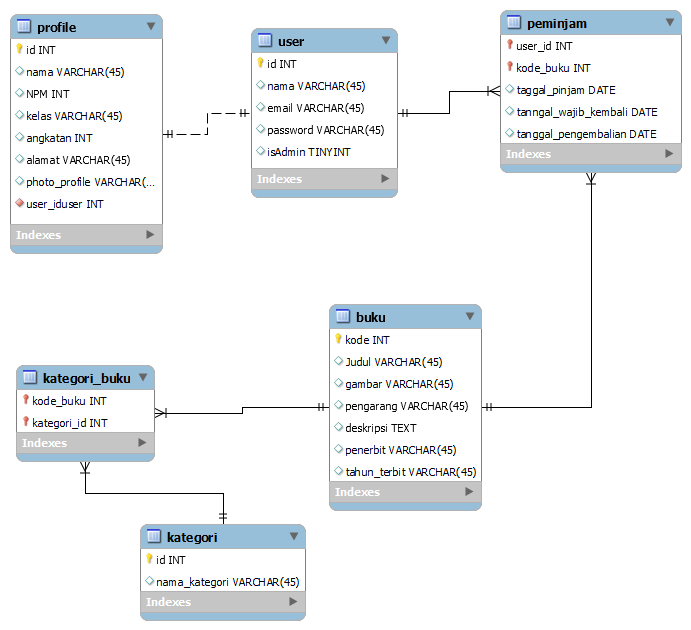 profile
id INT
nama VARCHAR(45)
NPM INT
kelas VARCHAR(45)
angkatan INT
alamat VARCHAR(45)
photo_profile VARCHAR(...
user_iduser INT
Indexes
user
id INT
nama VARCHAR(45)
email VARCHAR(45)
password VARCHAR(45)
isAdmin TINYINT
Indexes
peminjam
user_id INT
kode_buku INT
taggal_pinjam DATE
tanngal_wajib_kembali DATE
tanggal_pengembalian DATE
Indexes
buku
kode INT
Judul VARCHAR(45)
gambar VARCHAR(45)
pengarang VARCHAR(45)
deskripsi TEXT
penerbit VARCHAR(45)
tahun_terbit VARCHAR(45)
Indexes
kategori_buku
kode_buku INT
kategori_id INT
Indexes
kategori
id INT
nama_kategori VARCHAR(45)
Indexes